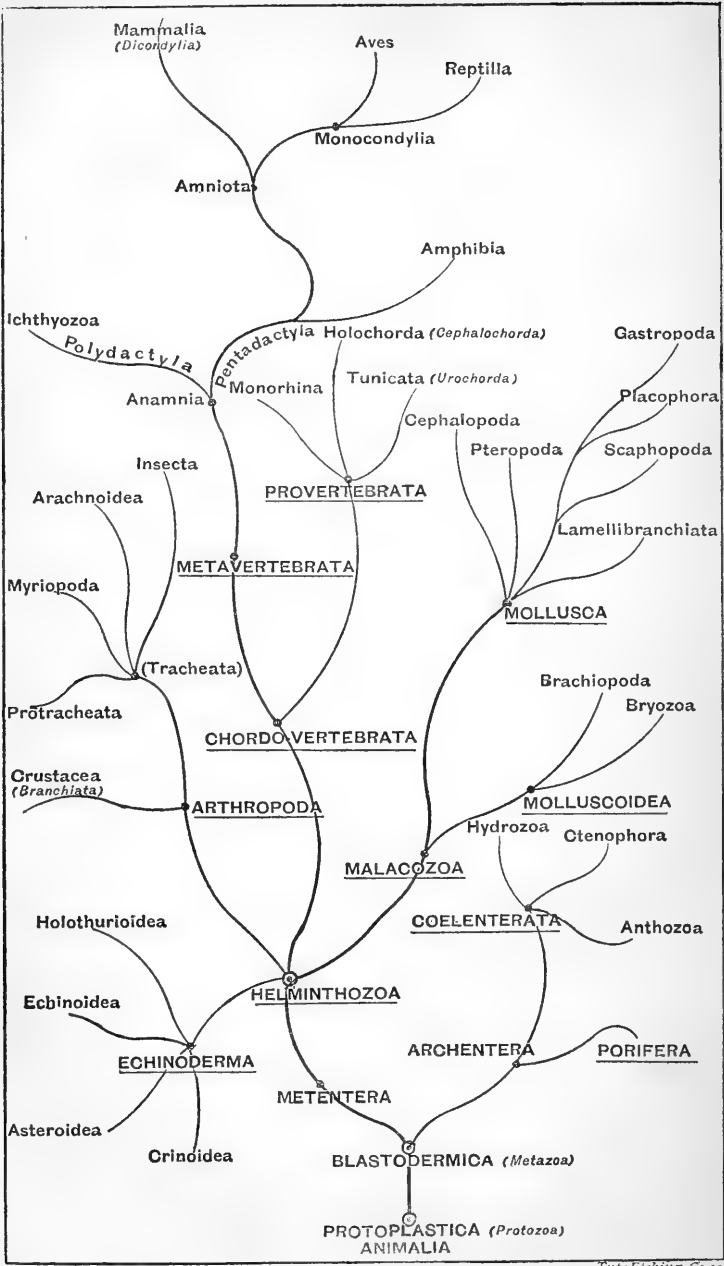 Mammalia
(Dicondylia)
Aves
Reptilia
Monocondylia
Amniota
Amphibia
Ichthyozoa
Polydactyla
Pentadactyla
Holochorda (Cephalochorda)
Gastropoda
Anamnia
Monorhina
Tunicata (Urochorda)
Placophora
Cephalopoda
Pteropoda
Scaphopoda
Insecta
Arachnoidea
PROVERTEBRATA
Lamellibranchiata
Myriopoda
METAVERTEBRATA
MOLLUSCA
(Tracheata)
Protracheata
Brachiopoda
Bryozoa
CHORDO-VERTEBRATA
Crustacea
(Branchiata)
ARTHROPODA
MOLLUSCOIDEA
Hydrozoa
Ctenophora
MALACOZOA
Holothurioidea
COELENTERATA
Anthozoa
HELMINTHOZOA
Echinoidea
ECHINODERMA
ARCHENTERA
PORIFERA
METENTERA
Asteroidea
Crinoidea
BLASTODERMICA (Metazoa)
PROTOPLASTICA (Protozoa)
ANIMALIA